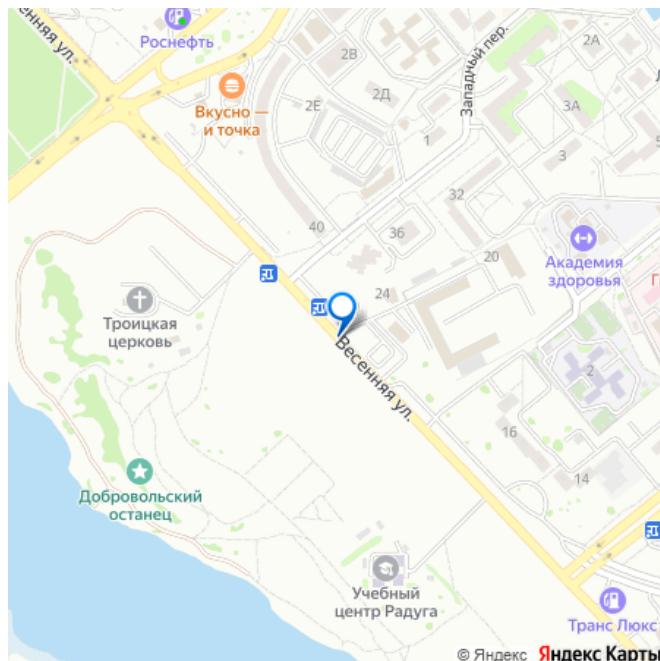 Весенняя ул.
Роснефть
Вкусно —
и точка
2В
2Д
2Е
Западный пер.
2А
3А
1
3
5
32
40
36
20
24
Академия
здоровья
Троицкая
церковь
Весенняя ул.
2
16
14
Добровольский
останец
Учебный
центр Радуга
Транс Люкс
© Яндекс Яндекс Карты